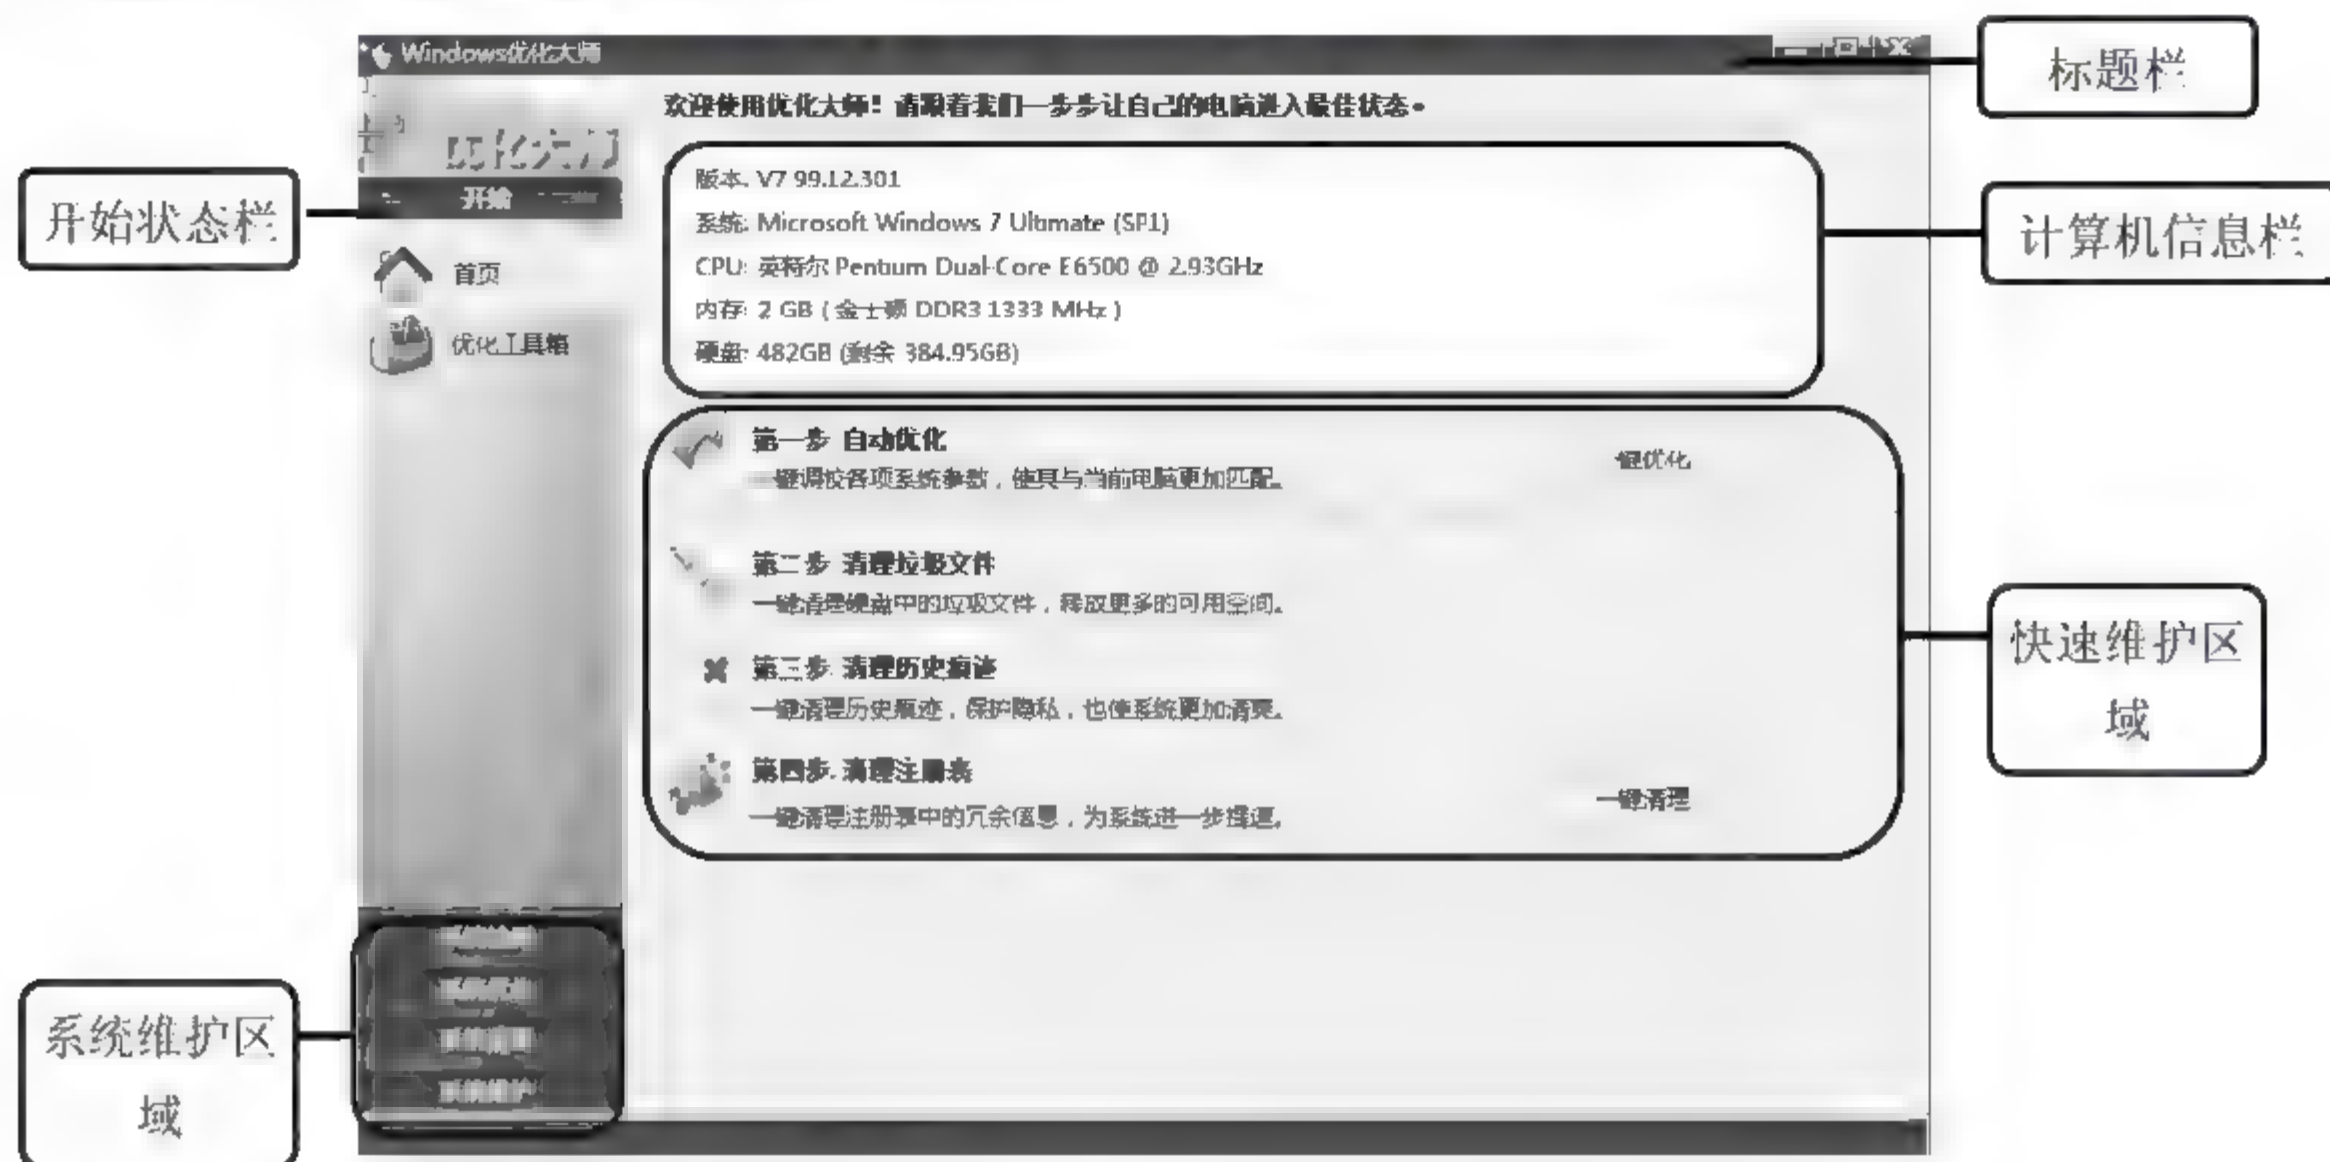 Windows优化大师
标题栏
欢迎使用优化大师！请跟着我们一步步让自己的电脑进入最佳状态。
优化大师
开始状态栏
开始
计算机信息栏
版本: V7 99.12.301
系统: Microsoft Windows 7 Ultimate (SP1)
CPU: 英特尔 Pentium Dual-Core E6500 @ 2.93GHz
内存: 2 GB ( 金士顿 DDR3 1333 MHz )
硬盘: 482GB (剩余 384.95GB)
首页
优化工具箱
第一步 自动优化
一键调校各项系统参数，使其与当前电脑更加匹配。
一键优化
第二步 清理垃圾文件
一键清理硬盘中的垃圾文件，释放更多的可用空间。
第三步 清理历史痕迹
一键清理历史痕迹，保护隐私，也使系统更加清爽。
第四步 清理注册表
一键清理注册表中的冗余信息，为系统进一步提速。
一键清理
快速维护区
域
系统维护区
域